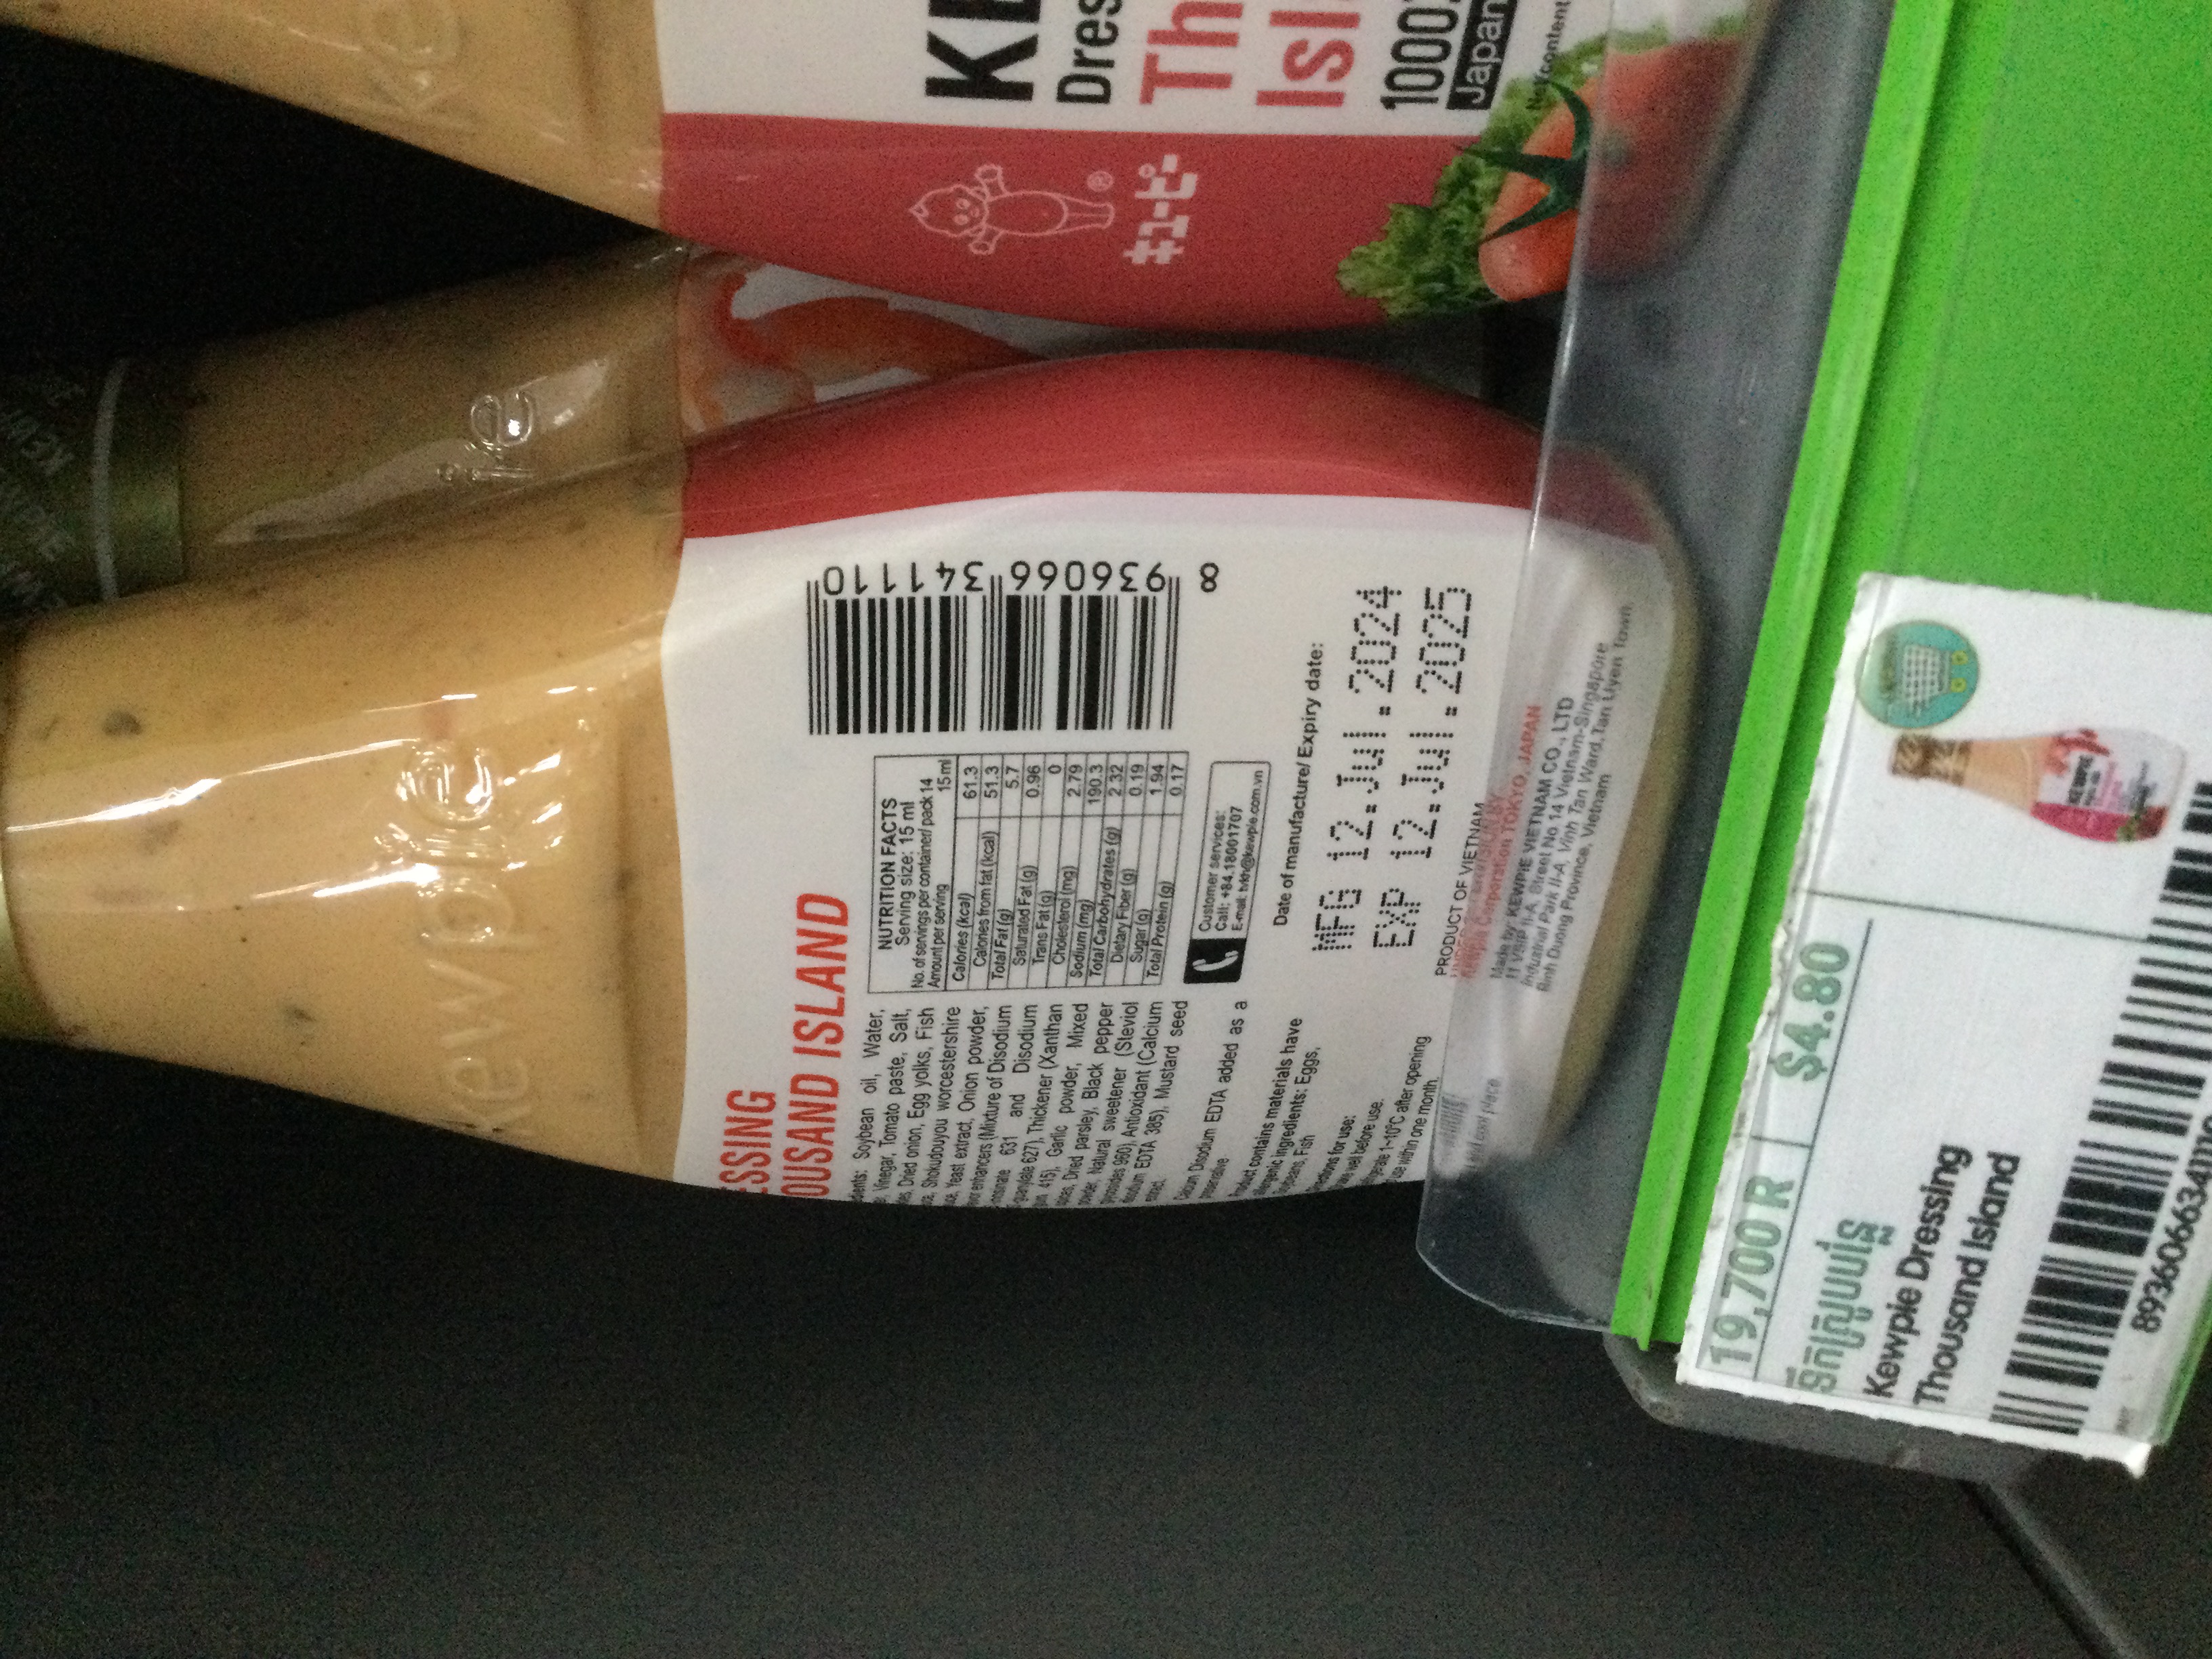 kewpie
DRESSING
THOUSAND ISLAND
Soybean oil, Water,
Vinegar, Tomato paste, Salt,
Dried onion, Egg yolks, Fish
Shokudouyou worcestershire
Yeast extract, Onion powder,
enhancers (Mixture of Disodium
631 and Disodium
627), Thickener (Xanthan
415), Garlic powder, Mixed
Dried parsley, Black pepper
Natural sweetener (Steviol
960), Antioxidant (Calcium
EDTA 385), Mustard seed
Disodium EDTA added as a
contains materials have
ingredients: Eggs,
Fish
for use:
well before use.
1~10°C after opening
within one month.
NUTRITION FACTS
Serving size: 15 ml
No. of servings per contained/ pack 14
Amount per serving 15 ml
Calories (kcal) 61.3
Calories from fat (kcal) 51.3
Total Fat (g) 5.7
Saturated Fat (g) 0.96
Trans Fat (g) 0
Cholesterol (mg) 2.79
Sodium (mg) 190.3
Total Carbohydrates (g) 2.32
Dietary Fiber (g) 0.19
Sugar (g) 1.94
Total Protein (g) 0.17
8 936066 341110
Customer services:
Call: +84.18001707
E-mail: tvkh@kewpie.com.vn
Date of manufacture/ Expiry date:
MFG 12.Jul.2024
EXP 12.Jul.2025
PRODUCT OF VIETNAM
Corporation TOKYO, JAPAN
Made by: KEWPIE VIETNAM CO., LTD
VSIP II-A, Street No 14 Vietnam-Singapore
Industrial Park II-A, Vinh Tan Ward, Tan Uyen Town,
Binh Duong Province, Vietnam
キユーピー
®
Dres
Th
Isl
1000
Japan
19,700 R
$4.80
Kewpie Dressing
Thousand Island